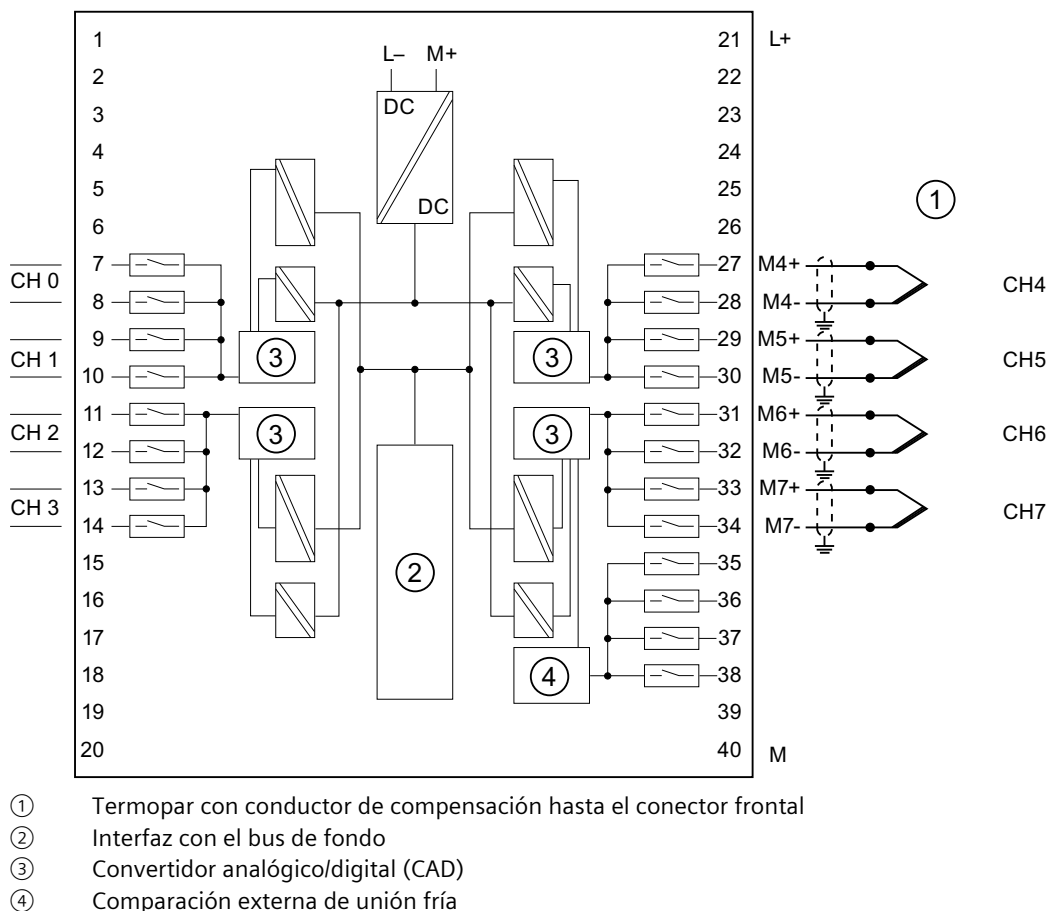 L– M+
DC
DC
1
2
3
4
5
6
7
8
9
10
11
12
13
14
15
16
17
18
19
20
CH 0
CH 1
CH 2
CH 3
③
③
③
③
②
④
21 L+
22
23
24
25
26
27 M4+
28 M4-
29 M5+
30 M5-
31 M6+
32 M6-
33 M7+
34 M7-
35
36
37
38
39
40 M
①
CH4
CH5
CH6
CH7
① Termopar con conductor de compensación hasta el conector frontal
② Interfaz con el bus de fondo
③ Convertidor analógico/digital (CAD)
④ Comparación externa de unión fría